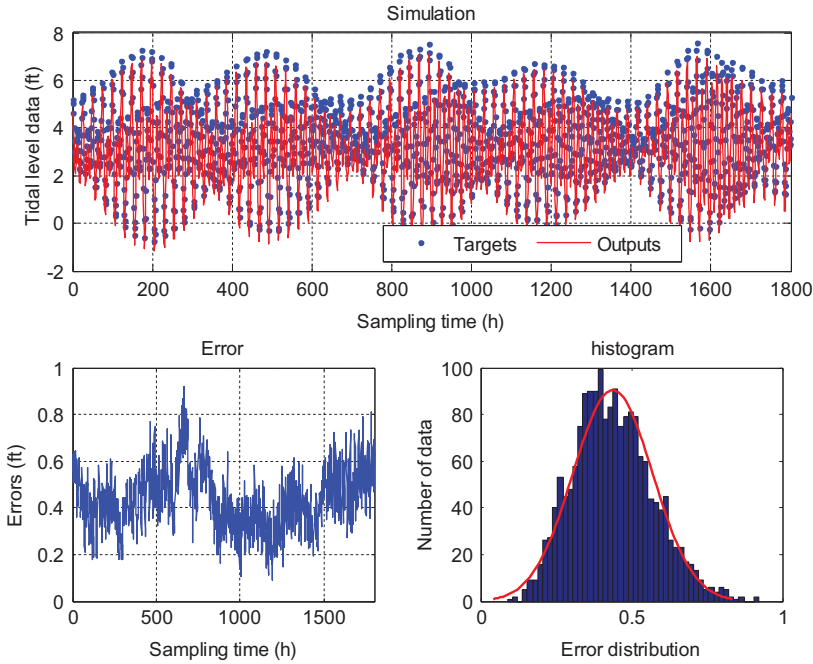 Simulation
Tidal level data (ft)
8
6
4
2
0
-2
Targets
Outputs
0 200 400 600 800 1000 1200 1400 1600 1800
Sampling time (h)
Error
Errors (ft)
1
0.8
0.6
0.4
0.2
0
0 500 1000 1500
Sampling time (h)
histogram
Number of data
100
80
60
40
20
0
0 0.5 1
Error distribution